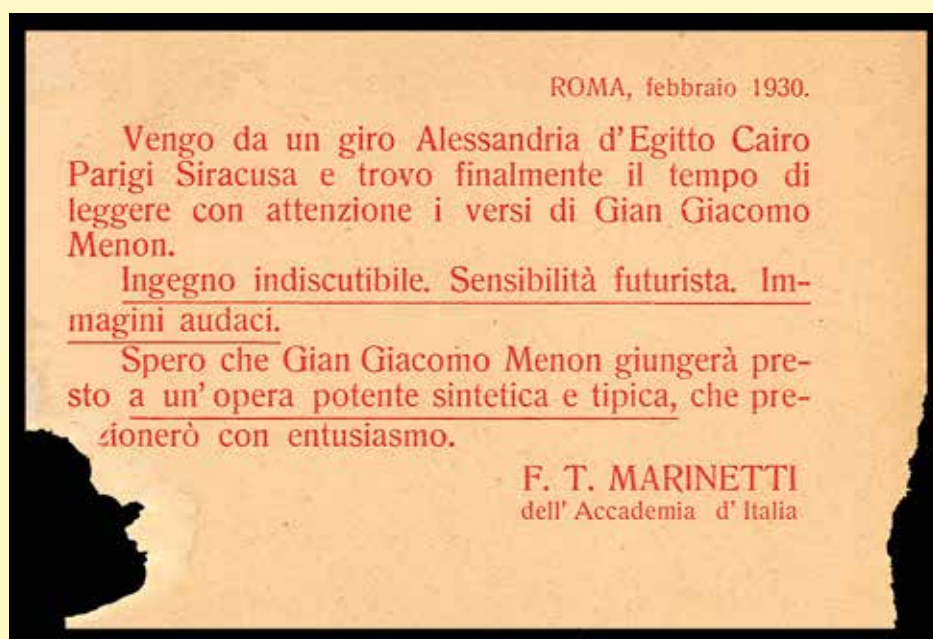 ROMA, febbraio 1930.
Vengo da un giro Alessandria d'Egitto Cairo
Parigi Siracusa e trovo finalmente il tempo di
leggere con attenzione i versi di Gian Giacomo
Menon.
Ingegno indiscutibile. Sensibilità futurista. Im-
magini audaci.
Spero che Gian Giacomo Menon giungerà pre-
sto a un' opera potente sintetica e tipica, che pre-
con entusiasmo.
F. T. MARINETTI
dell' Accademia d' Italia